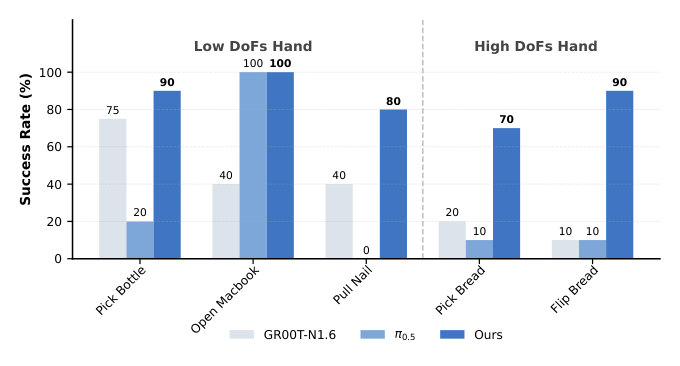 Low DoFs Hand
High DoFs Hand
Success Rate (%)
100
80
60
40
20
0
75
20
90
40
100
100
40
0
80
20
10
70
10
10
90
Pick Bottle
Open Macbook
Pull Nail
Pick Bread
Flip Bread
GR00T-N1.6
π0.5
Ours